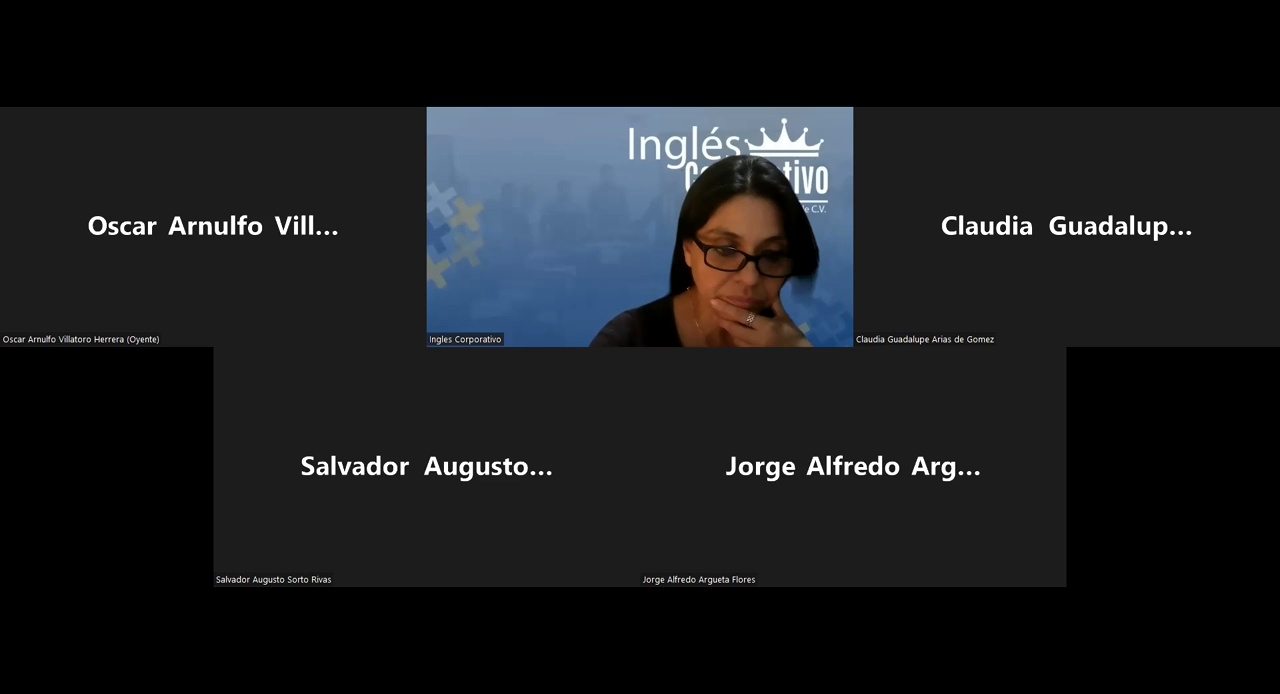 Oscar Arnulfo Vill...
Oscar Arnulfo Villatoro Herrera (Oyente)
Inglés
de C.V.
Ingles Corporativo
Claudia Guadalup...
Claudia Guadalupe Arias de Gomez
Salvador Augusto...
Salvador Augusto Sorto Rivas
Jorge Alfredo Arg...
Jorge Alfredo Argueta Flores